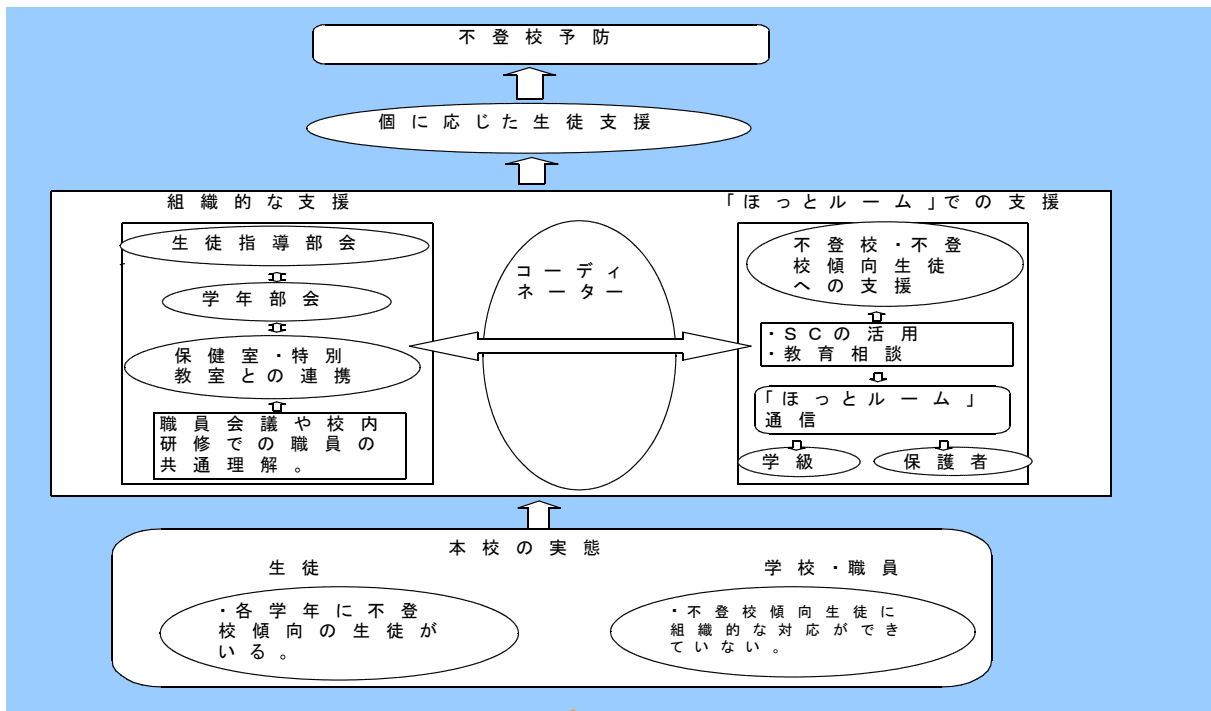 不登校予防
個に応じた生徒支援
組織的な支援
生徒指導部会
学年部会
保健室・特別
教室との連携
職員会議や校内
研修での職員の
共通理解。
コーディ
ネーター
「ほっとルーム」での支援
不登校・不登
校傾向生徒
への支援
・SCの活用
・教育相談
「ほっとルーム」
通信
学級
保護者
本校の実態
生徒
・各学年に不登
校傾向の生徒が
いる。
学校・職員
・不登校傾向生徒に
組織的な対応ができ
ていない。